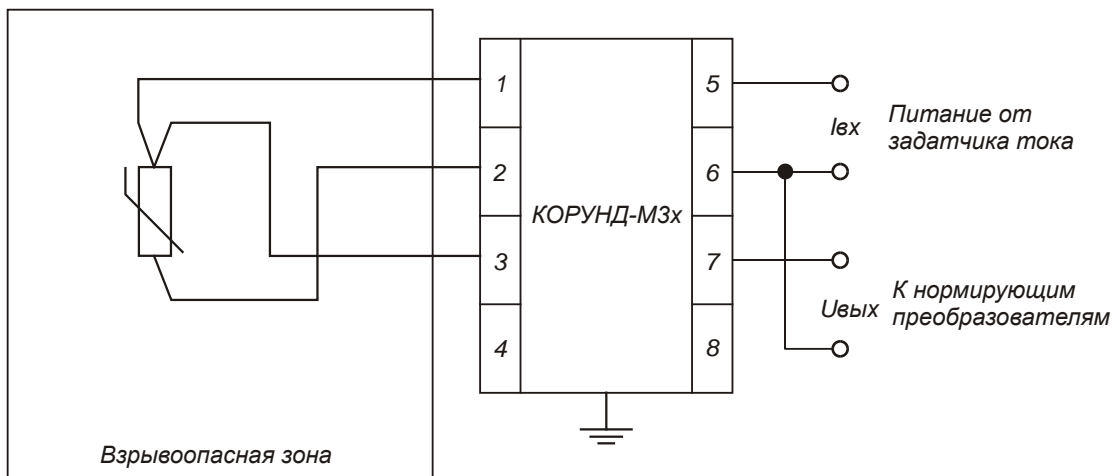 1
2
3
4
КОРУНД-М3х
5
6
7
8
Iвх
Питание от
задатчика тока
Uвых
К нормирующим
преобразователям
Взрывоопасная зона